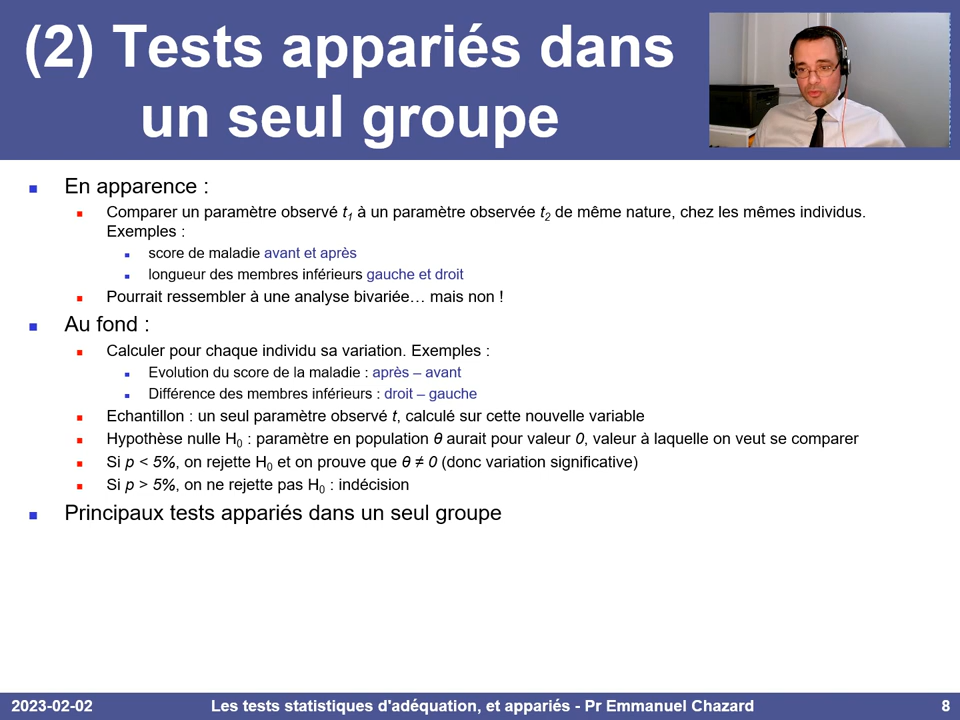 (2) Tests appariés dans
un seul groupe
En apparence :
Comparer un paramètre observé t1 à un paramètre observée t2 de même nature, chez les mêmes individus.
Exemples :
score de maladie avant et après
longueur des membres inférieurs gauche et droit
Pourrait ressembler à une analyse bivariée… mais non !
Au fond :
Calculer pour chaque individu sa variation. Exemples :
Evolution du score de la maladie : après – avant
Différence des membres inférieurs : droit – gauche
Echantillon : un seul paramètre observé t, calculé sur cette nouvelle variable
Hypothèse nulle H0 : paramètre en population θ aurait pour valeur 0, valeur à laquelle on veut se comparer
Si p < 5%, on rejette H0 et on prouve que θ ≠ 0 (donc variation significative)
Si p > 5%, on ne rejette pas H0 : indécision
Principaux tests appariés dans un seul groupe
2023-02-02 Les tests statistiques d'adéquation, et appariés - Pr Emmanuel Chazard 8